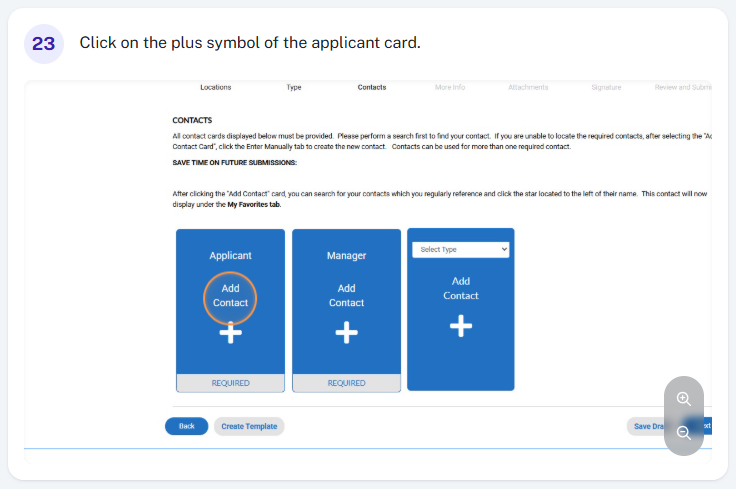 23 Click on the plus symbol of the applicant card.
Locations Type Contacts More Info Attachments Signature Review and Submi
CONTACTS
All contact cards displayed below must be provided. Please perform a search first to find your contact. If you are unable to locate the required contacts, after selecting the "Ac
Contact Card", click the Enter Manually tab to create the new contact. Contacts can be used for more than one required contact.
SAVE TIME ON FUTURE SUBMISSIONS:
After clicking the "Add Contact" card, you can search for your contacts which you regularly reference and click the star located to the left of their name. This contact will now
display under the My Favorites tab.
Applicant
Add
Contact
REQUIRED
Manager
Add
Contact
REQUIRED
Select Type
Add
Contact
Back Create Template Save Dra